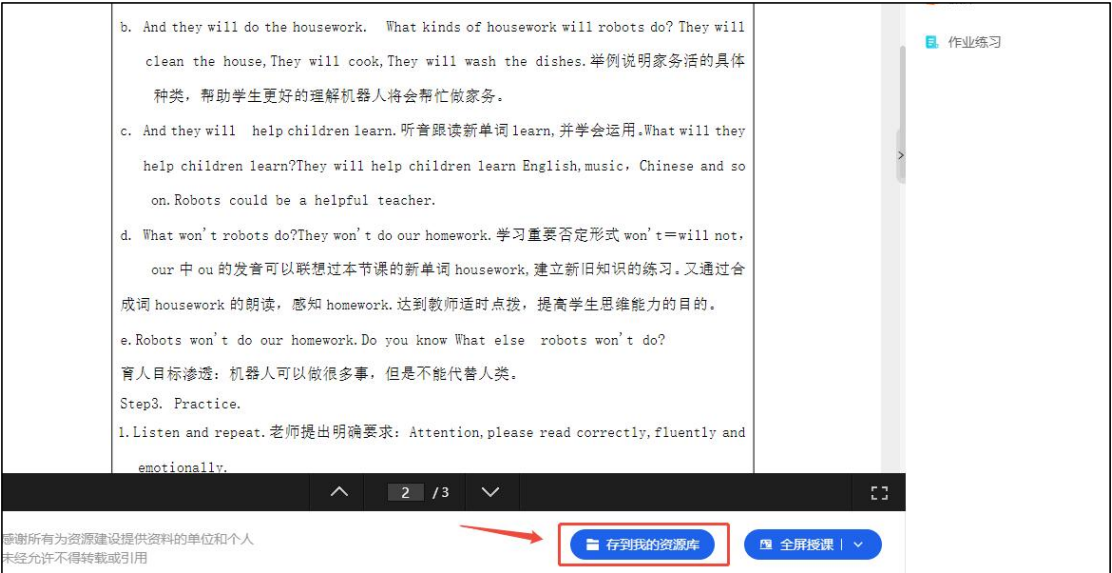 b. And they will do the housework. What kinds of housework will robots do? They will
clean the house,They will cook,They will wash the dishes.举例说明家务活的具体
种类，帮助学生更好的理解机器人将会帮忙做家务。
c. And they will help children learn.听音跟读新单词learn,并学会运用。What will they
help children learn?They will help children learn English,music，Chinese and so
on.Robots could be a helpful teacher.
d. What won't robots do?They won't do our homework.学习重要否定形式 won't＝will not，
our 中 ou 的发音可以联想过本节课的新单词 housework,建立新旧知识的练习。又通过合
成词 housework 的朗读，感知 homework.达到教师适时点拨，提高学生思维能力的目的。
e.Robots won't do our homework.Do you know What else robots won't do?
育人目标渗透：机器人可以做很多事，但是不能代替人类。
Step3. Practice.
1.Listen and repeat.老师提出明确要求：Attention,please read correctly,fluently and
emotionally.
作业练习
2 /3
感谢所有为资源建设提供资料的单位和个人
未经允许不得转载或引用
存到我的资源库
全屏授课